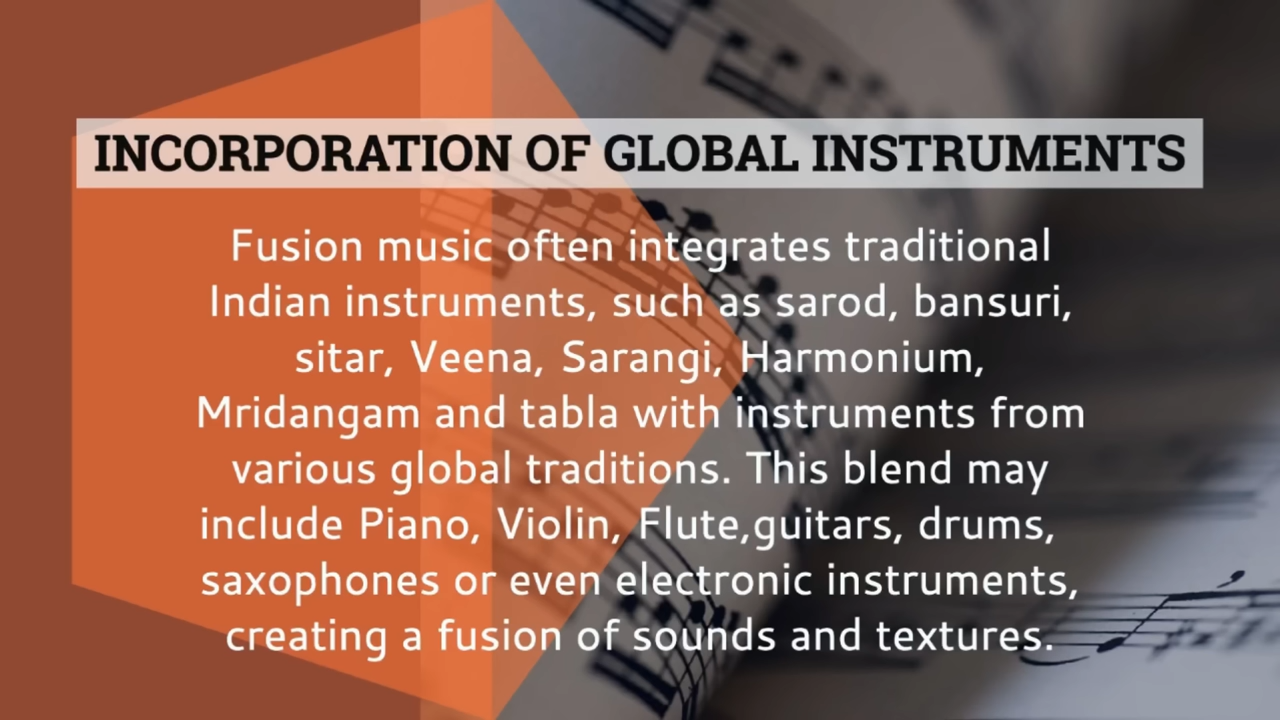 INCORPORATION OF GLOBAL INSTRUMENTS
Fusion music often integrates traditional
Indian instruments, such as sarod, bansuri,
sitar, Veena, Sarangi, Harmonium,
Mridangam and tabla with instruments from
various global traditions. This blend may
include Piano, Violin, Flute,guitars, drums,
saxophones or even electronic instruments,
creating a fusion of sounds and textures.